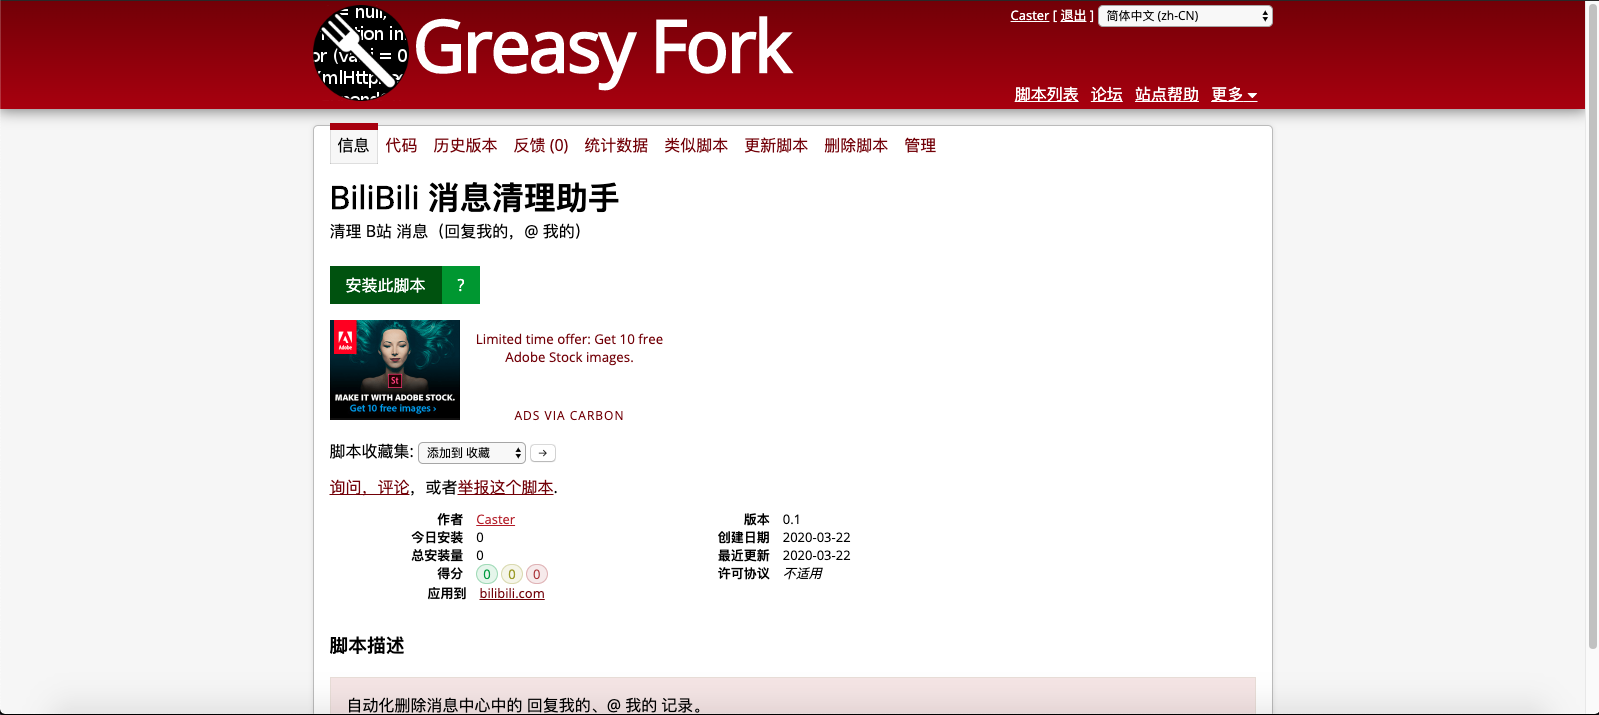 Caster [ 退出 ] 简体中文 (zh-CN)
= null,
tion in
or (va i = 0
XmlHttp
Greasy Fork
脚本列表 论坛 站点帮助 更多
信息 代码 历史版本 反馈 (0) 统计数据 类似脚本 更新脚本 删除脚本 管理
BiliBili 消息清理助手
清理 B站 消息（回复我的，@ 我的）
安装此脚本 ?
Adobe
St
MAKE IT WITH ADOBE STOCK.
Get 10 free images ›
Limited time offer: Get 10 free
Adobe Stock images.
ADS VIA CARBON
脚本收藏集: 添加到 收藏 →
询问，评论，或者举报这个脚本.
作者 Caster
今日安装 0
总安装量 0
得分 0 0 0
应用到 bilibili.com
版本 0.1
创建日期 2020-03-22
最近更新 2020-03-22
许可协议 不适用
脚本描述
自动化删除消息中心中的 回复我的、@ 我的 记录。